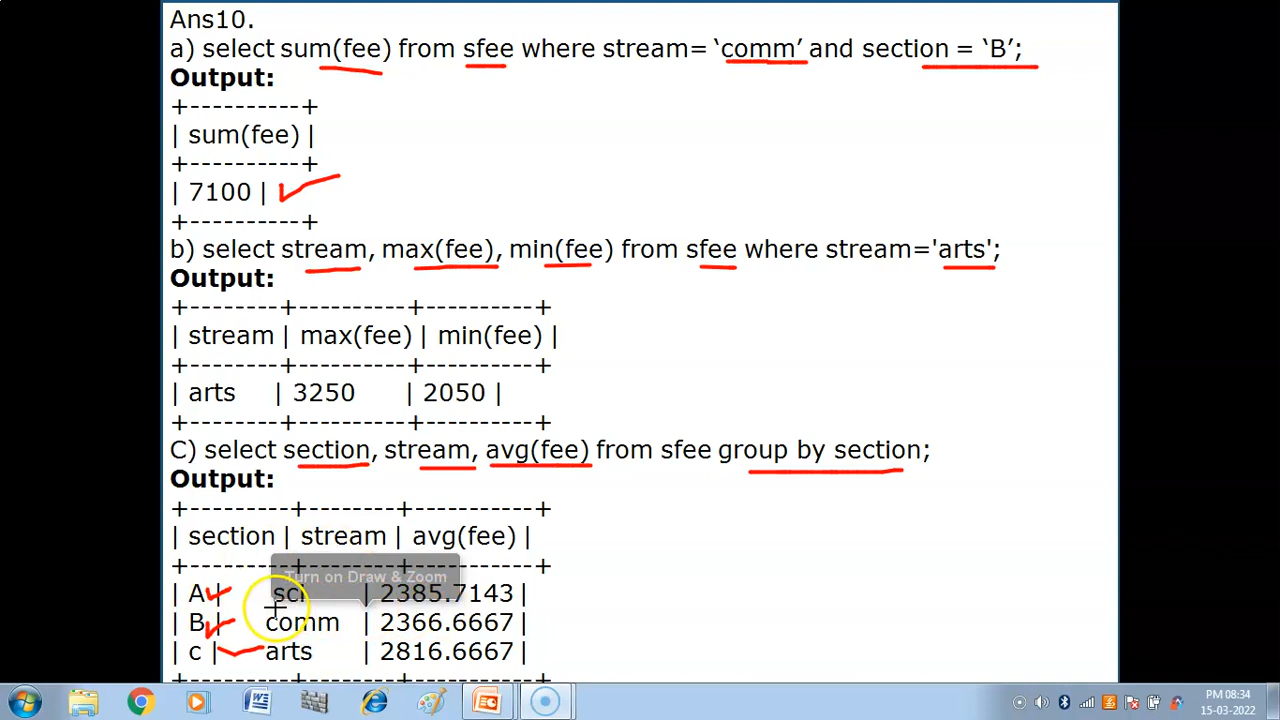 Ans10.
a) select sum(fee) from sfee where stream= ‘comm’ and section = ‘B’;
Output:
+----------+
| sum(fee) |
+----------+
| 7100 |
+----------+
b) select stream, max(fee), min(fee) from sfee where stream='arts';
Output:
+--------+----------+----------+
| stream | max(fee) | min(fee) |
+--------+----------+----------+
| arts | 3250 | 2050 |
+--------+----------+----------+
C) select section, stream, avg(fee) from sfee group by section;
Output:
+---------+--------+-----------+
| section | stream | avg(fee) |
+---------+--------+-----------+
Turn on Draw & Zoom
| A | sci | 2385.7143 |
| B | comm | 2366.6667 |
| c | arts | 2816.6667 |
+---------+--------+-----------+
PM 08:34
15-03-2022